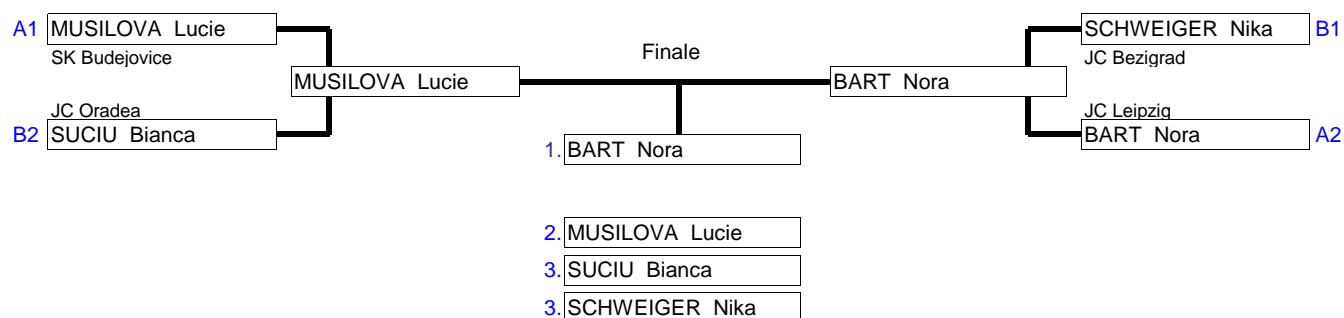 A1 MUSILOVA Lucie
SK Budejovice
SCHWEIGER Nika B1
JC Bezigrad
Finale
MUSILOVA Lucie
BART Nora
JC Oradea
B2 SUCIU Bianca
JC Leipzig
BART Nora A2
1. BART Nora
2. MUSILOVA Lucie
3. SUCIU Bianca
3. SCHWEIGER Nika